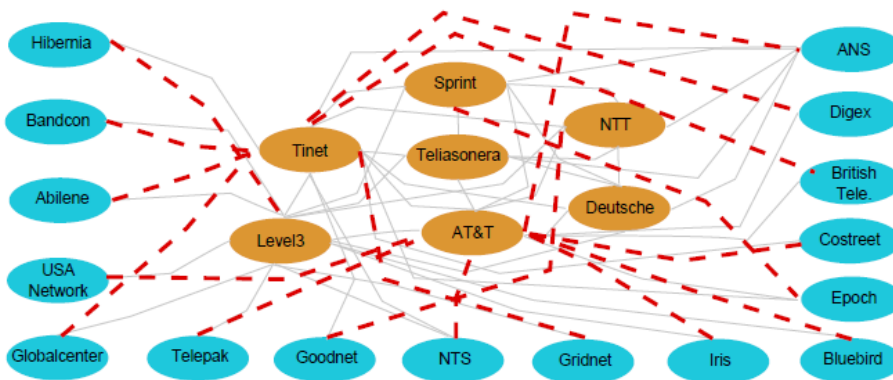 Hibernia
Sprint
ANS
Bandcon
NTT
Digex
Tinet
Teliasonera
British
Tele.
Abilene
Deutsche
Level3
AT&T
Costreet
USA
Network
Epoch
Globalcenter
Telepak
Goodnet
NTS
Gridnet
Iris
Bluebird